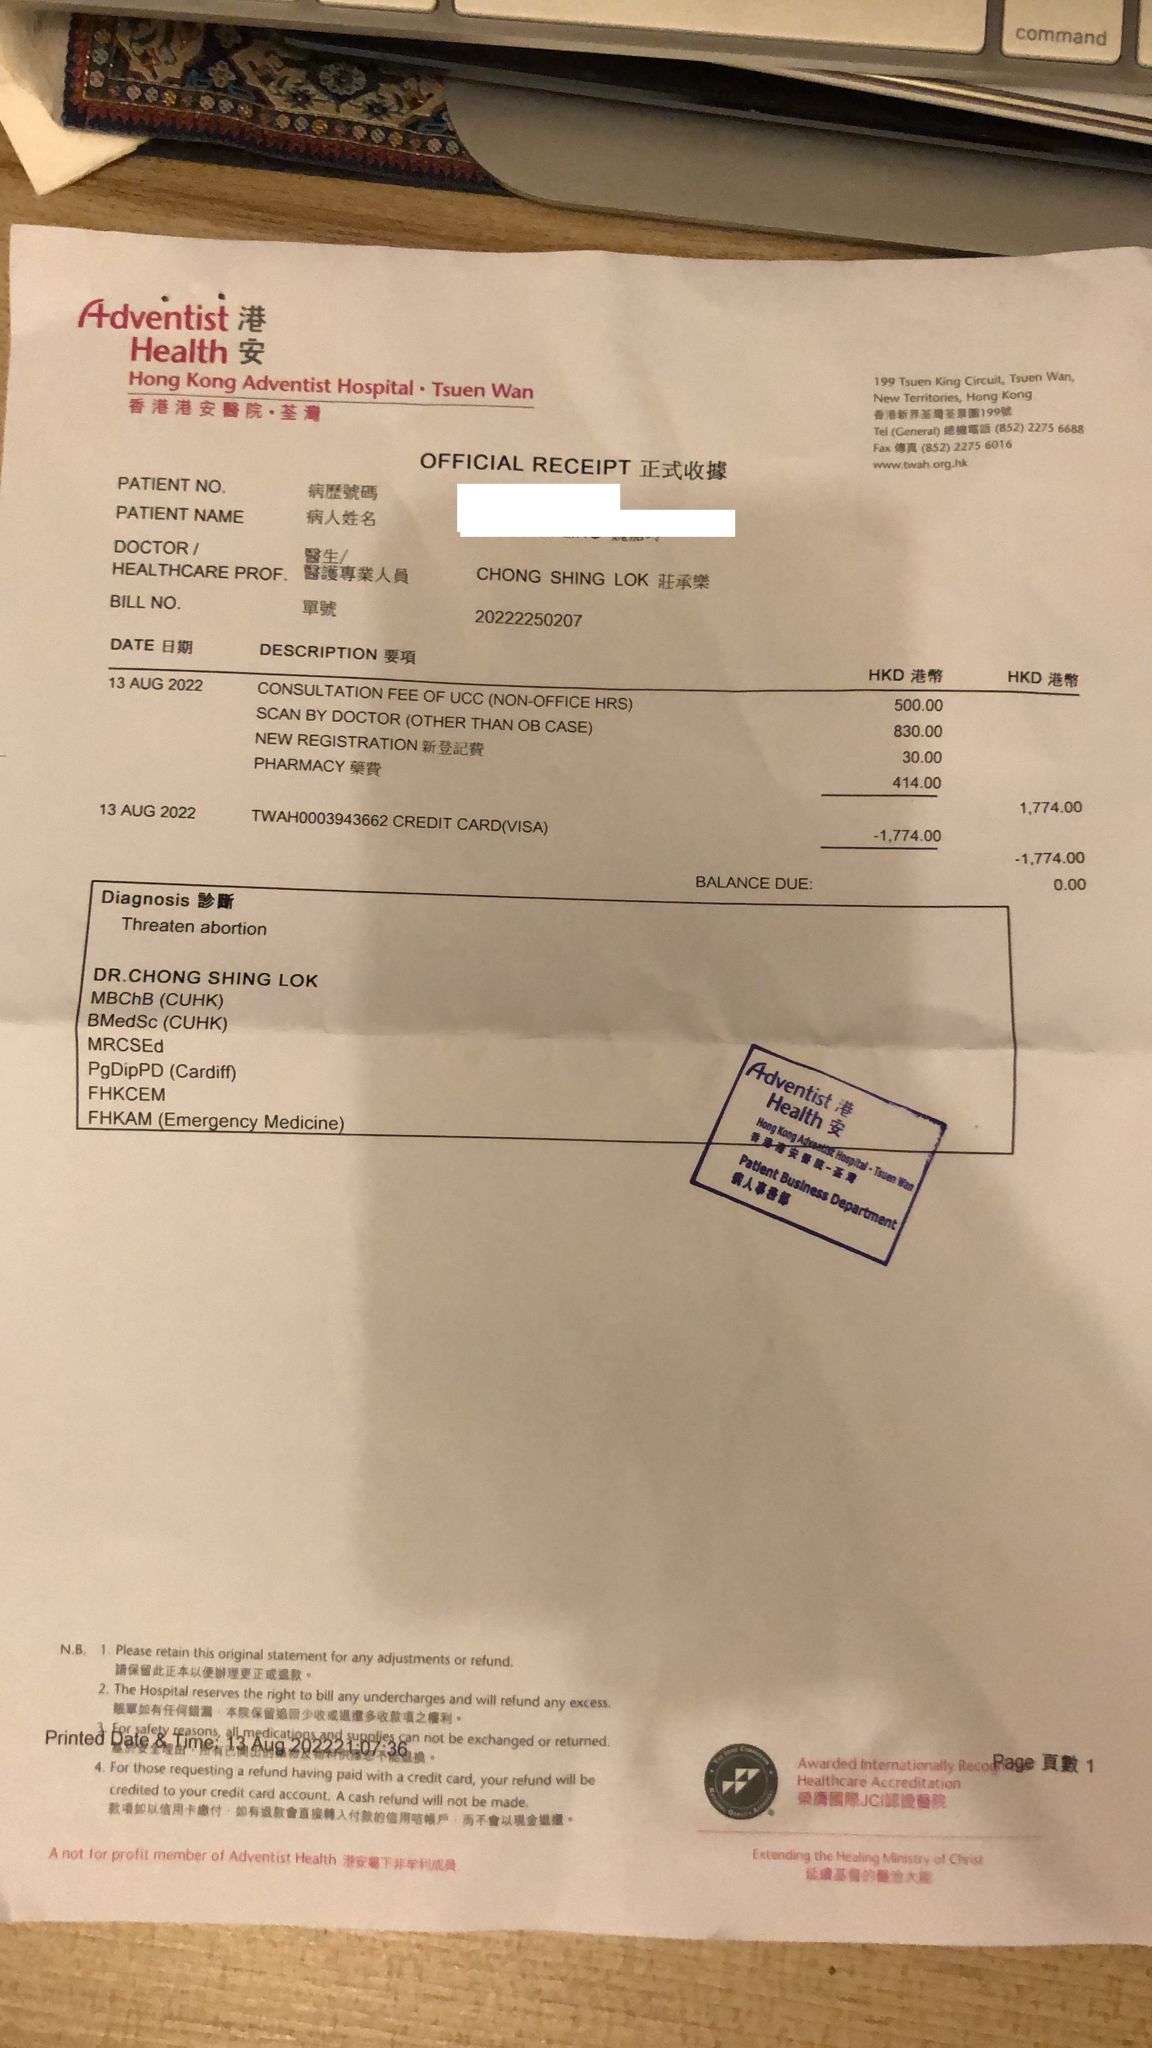 command
Adventist 港
Health 安
Hong Kong Adventist Hospital · Tsuen Wan
香港港安醫院·荃灣
199 Tsuen King Circuit, Tsuen Wan,
New Territories, Hong Kong
香港新界荃灣荃景圍199號
Tel (General) 總機電話 (852) 2275 6688
Fax 傳真 (852) 2275 6016
www.twah.org.hk
OFFICIAL RECEIPT 正式收據
PATIENT NO. 病歷號碼
PATIENT NAME 病人姓名
DOCTOR / 醫生/
HEALTHCARE PROF. 醫護專業人員 CHONG SHING LOK 莊承樂
BILL NO. 單號 20222250207
DATE 日期 DESCRIPTION 要項 HKD 港幣 HKD 港幣
13 AUG 2022 CONSULTATION FEE OF UCC (NON-OFFICE HRS) 500.00
SCAN BY DOCTOR (OTHER THAN OB CASE) 830.00
NEW REGISTRATION 新登記費 30.00
PHARMACY 藥費 414.00
1,774.00
13 AUG 2022 TWAH0003943662 CREDIT CARD(VISA) -1,774.00
-1,774.00
BALANCE DUE: 0.00
Diagnosis 診斷
Threaten abortion
DR.CHONG SHING LOK
MBChB (CUHK)
BMedSc (CUHK)
MRCSEd
PgDipPD (Cardiff)
FHKCEM
FHKAM (Emergency Medicine)
Adventist 港
Health 安
Hong Kong Adventist Hospital - Tsuen Wan
香港港安醫院-荃灣
Patient Business Department
病人事務部
N.B. 1. Please retain this original statement for any adjustments or refund.
請保留此正本以便辦理更正或退款。
2. The Hospital reserves the right to bill any undercharges and will refund any excess.
賬單如有任何錯漏，本院保留追回少收或退還多收款項之權利。
3. For safety reasons, all medications and supplies can not be exchanged or returned.
Printed Date & Time: 13 Aug 202221:07:36
4. For those requesting a refund having paid with a credit card, your refund will be
credited to your credit card account. A cash refund will not be made.
款項如以信用卡繳付，如有退款會直接轉入付款的信用咭帳戶，而不會以現金退還。
Awarded Internationally Recognized
Page 頁數 1
Healthcare Accreditation
榮膺國際JCI認證醫院
A not for profit member of Adventist Health 港安屬下非牟利成員
Extending the Healing Ministry of Christ
延續基督的醫治大能